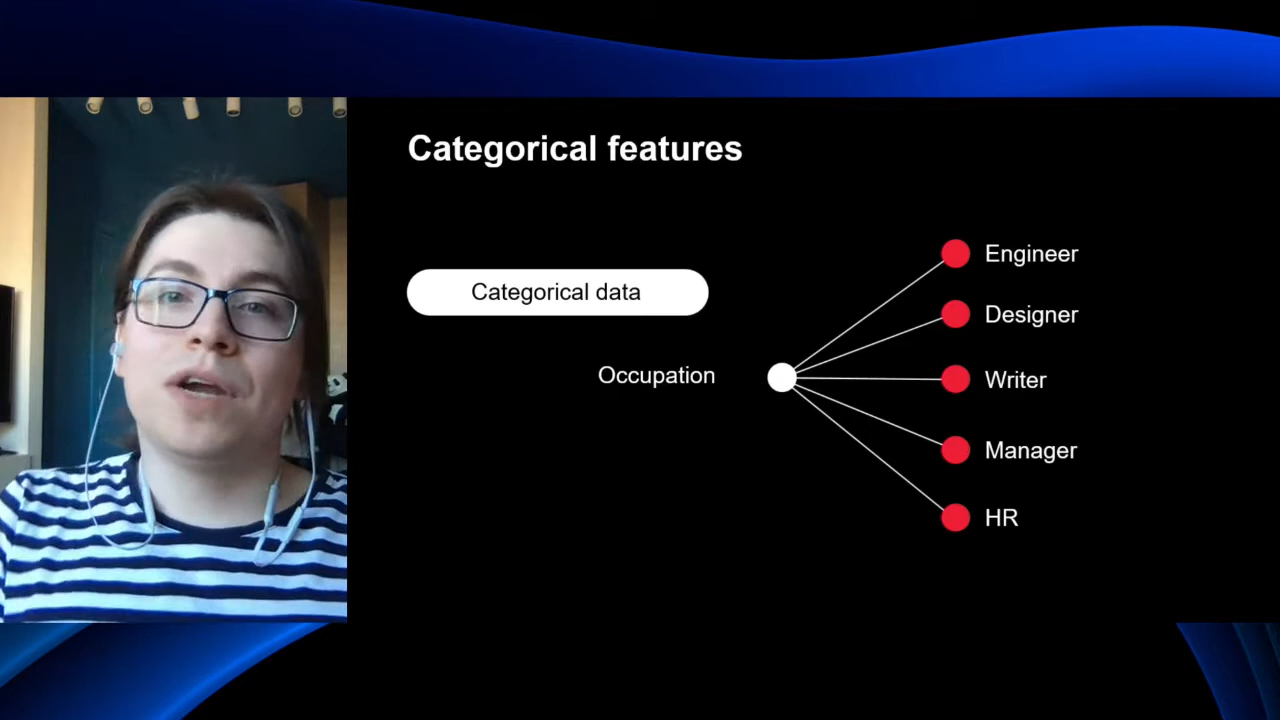 Categorical features
Categorical data
Occupation
Engineer
Designer
Writer
Manager
HR